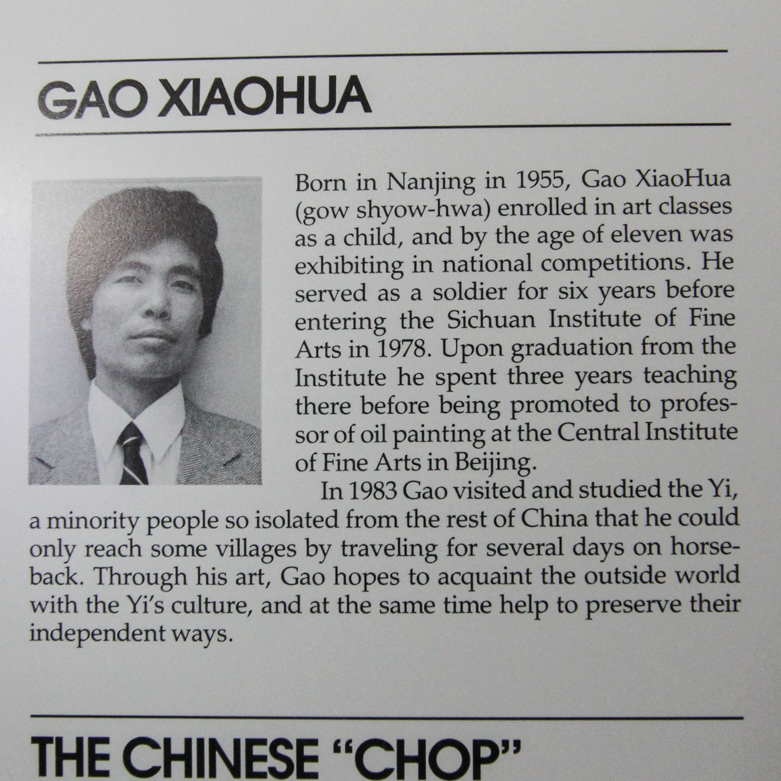 GAO XIAOHUA
Born in Nanjing in 1955, Gao XiaoHua
(gow shyow-hwa) enrolled in art classes
as a child, and by the age of eleven was
exhibiting in national competitions. He
served as a soldier for six years before
entering the Sichuan Institute of Fine
Arts in 1978. Upon graduation from the
Institute he spent three years teaching
there before being promoted to profes-
sor of oil painting at the Central Institute
of Fine Arts in Beijing.
In 1983 Gao visited and studied the Yi,
a minority people so isolated from the rest of China that he could
only reach some villages by traveling for several days on horse-
back. Through his art, Gao hopes to acquaint the outside world
with the Yi's culture, and at the same time help to preserve their
independent ways.
THE CHINESE “CHOP”